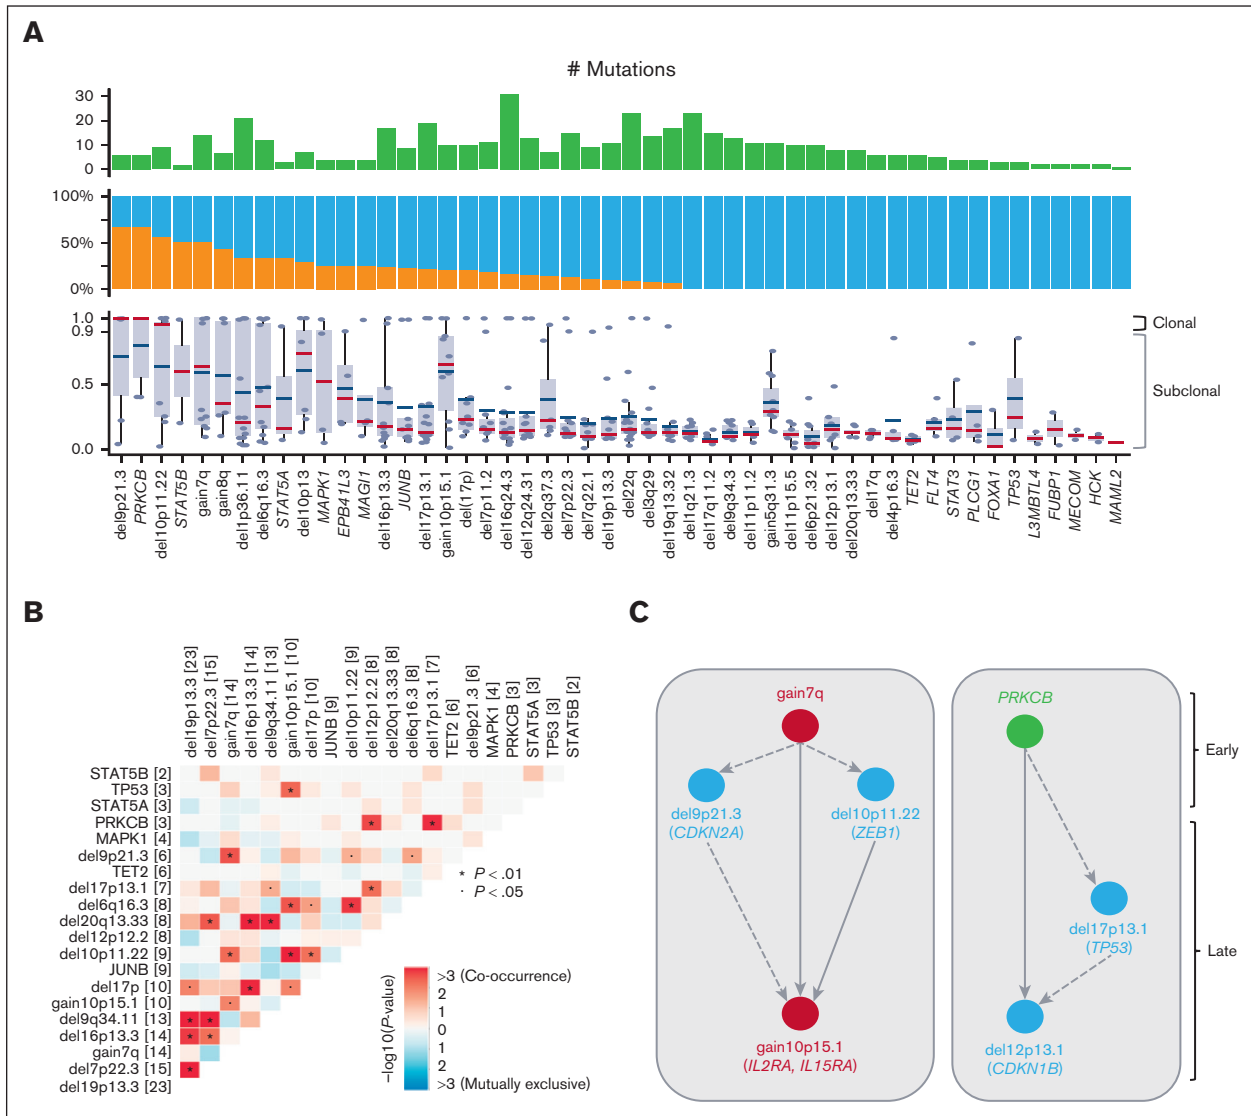 A
# Mutations
30
20
10
0
100%
50%
0%
1.0
0.9
0.5
0.0
Clonal
Subclonal
del9p21.3
PRKCB
del10p11.22
STAT5B
gain7q
gain8q
del1p36.11
del6q16.3
STAT5A
del10p13
MAPK1
EPB41L3
MAGI1
del16p13.3
JUNB
del17p13.1
gain10p15.1
del(17p)
del7p11.2
del16q24.3
del12q24.31
del2q37.3
del7p22.3
del7q22.1
del19p13.3
del22q
del3q29
del19q13.32
del1q21.3
del17q11.2
del9q34.3
del11p11.2
gain5q31.3
del11p15.5
del6p21.32
del12p13.1
del20q13.33
del17q
del4p16.3
TET2
FLT4
STAT3
PLCG1
FOXA1
TP53
L3MBTL4
FUBP1
MECOM
HCK
MAML2
B
del19p13.3 [23]
del7p22.3 [15]
gain7q [14]
del16p13.3 [14]
del9q34.11 [13]
gain10p15.1 [10]
del17p [10]
JUNB [9]
del10p11.22 [9]
del12p12.2 [8]
del20q13.33 [8]
del6q16.3 [8]
del17p13.1 [7]
TET2 [6]
del9p21.3 [6]
MAPK1 [4]
PRKCB [3]
STAT5A [3]
TP53 [3]
STAT5B [2]
STAT5B [2]
TP53 [3]
STAT5A [3]
PRKCB [3]
MAPK1 [4]
del9p21.3 [6]
TET2 [6]
del17p13.1 [7]
del6q16.3 [8]
del20q13.33 [8]
del12p12.2 [8]
del10p11.22 [9]
JUNB [9]
del17p [10]
gain10p15.1 [10]
del9q34.11 [13]
del16p13.3 [14]
gain7q [14]
del7p22.3 [15]
del19p13.3 [23]
* P < .01
· P < .05
−log10(P-value)
>3 (Co-occurrence)
2
1
0
1
2
>3 (Mutually exclusive)
C
gain7q
del9p21.3
(CDKN2A)
del10p11.22
(ZEB1)
gain10p15.1
(IL2RA, IL15RA)
PRKCB
del17p13.1
(TP53)
del12p13.1
(CDKN1B)
Early
Late